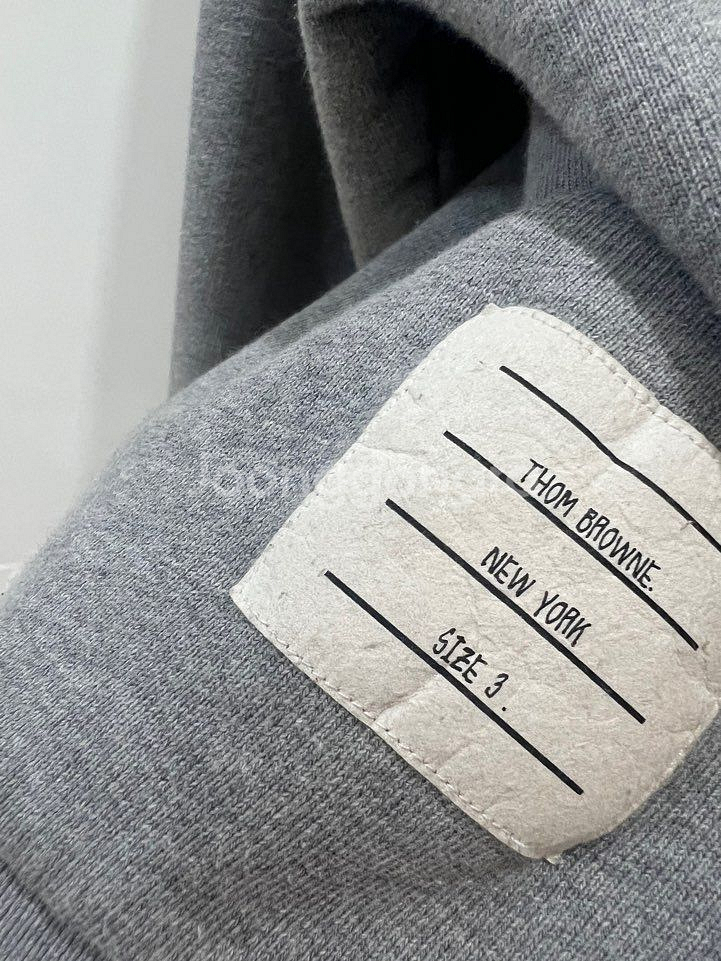 THOM BROWNE.
NEW YORK
SIZE 3.